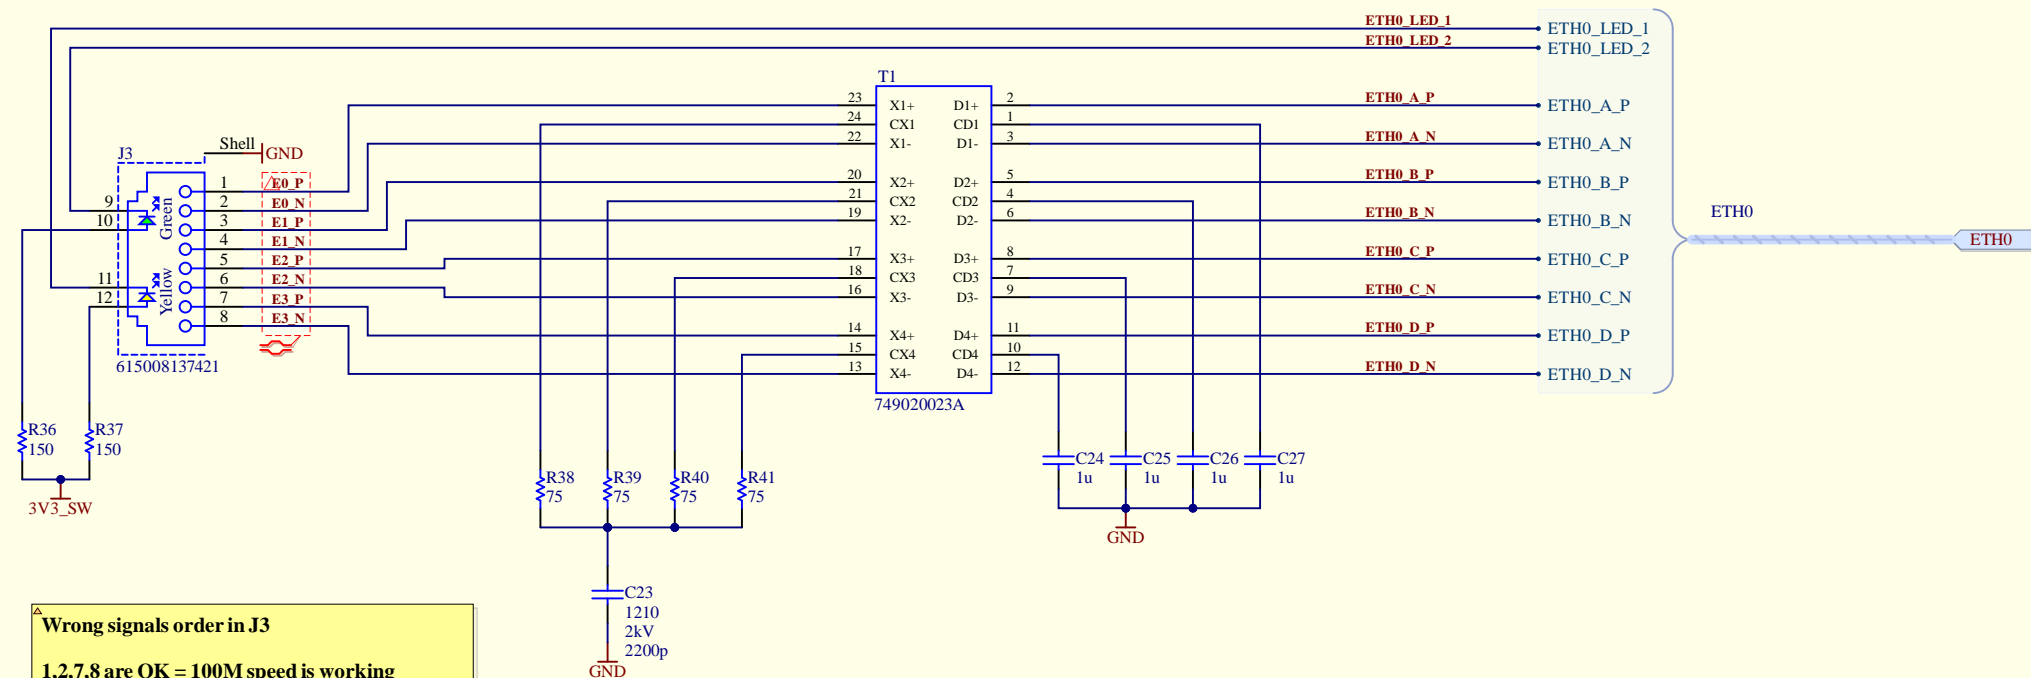 ETH0_LED_1 ETH0_LED_1
ETH0_LED_2 ETH0_LED_2
T1
23 X1+ D1+ 2 ETH0_A_P ETH0_A_P
24 CX1 CD1 1
22 X1- D1- 3 ETH0_A_N ETH0_A_N
20 X2+ D2+ 5 ETH0_B_P ETH0_B_P
21 CX2 CD2 4
19 X2- D2- 6 ETH0_B_N ETH0_B_N
17 X3+ D3+ 8 ETH0_C_P ETH0_C_P
18 CX3 CD3 7
16 X3- D3- 9 ETH0_C_N ETH0_C_N
14 X4+ D4+ 11 ETH0_D_P ETH0_D_P
15 CX4 CD4 10
13 X4- D4- 12 ETH0_D_N ETH0_D_N
749020023A
ETH0
ETH0
J3
Shell GND
1 E0_P
2 E0_N
3 E1_P
4 E1_N
5 E2_P
6 E2_N
7 E3_P
8 E3_N
9
10
11
12
Green
Yellow
615008137421
R36
150
R37
150
3V3_SW
R38
75
R39
75
R40
75
R41
75
C23
1210
2kV
2200p
GND
C24
1u
C25
1u
C26
1u
C27
1u
GND
Wrong signals order in J3
1,2,7,8 are OK = 100M speed is working